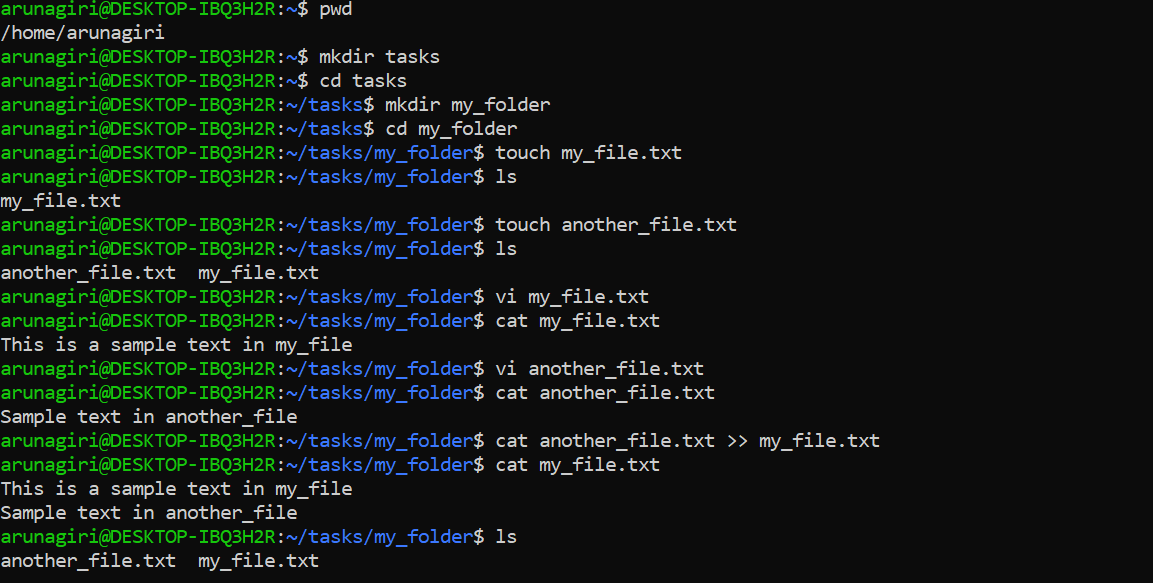 arunagiri@DESKTOP-IBQ3H2R:~$ pwd
/home/arunagiri
arunagiri@DESKTOP-IBQ3H2R:~$ mkdir tasks
arunagiri@DESKTOP-IBQ3H2R:~$ cd tasks
arunagiri@DESKTOP-IBQ3H2R:~/tasks$ mkdir my_folder
arunagiri@DESKTOP-IBQ3H2R:~/tasks$ cd my_folder
arunagiri@DESKTOP-IBQ3H2R:~/tasks/my_folder$ touch my_file.txt
arunagiri@DESKTOP-IBQ3H2R:~/tasks/my_folder$ ls
my_file.txt
arunagiri@DESKTOP-IBQ3H2R:~/tasks/my_folder$ touch another_file.txt
arunagiri@DESKTOP-IBQ3H2R:~/tasks/my_folder$ ls
another_file.txt  my_file.txt
arunagiri@DESKTOP-IBQ3H2R:~/tasks/my_folder$ vi my_file.txt
arunagiri@DESKTOP-IBQ3H2R:~/tasks/my_folder$ cat my_file.txt
This is a sample text in my_file
arunagiri@DESKTOP-IBQ3H2R:~/tasks/my_folder$ vi another_file.txt
arunagiri@DESKTOP-IBQ3H2R:~/tasks/my_folder$ cat another_file.txt
Sample text in another_file
arunagiri@DESKTOP-IBQ3H2R:~/tasks/my_folder$ cat another_file.txt >> my_file.txt
arunagiri@DESKTOP-IBQ3H2R:~/tasks/my_folder$ cat my_file.txt
This is a sample text in my_file
Sample text in another_file
arunagiri@DESKTOP-IBQ3H2R:~/tasks/my_folder$ ls
another_file.txt  my_file.txt